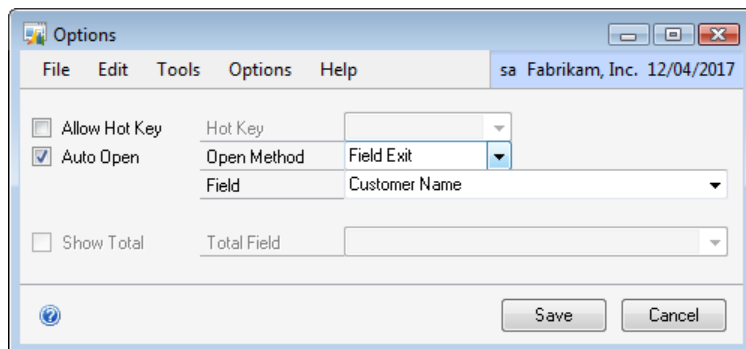 Options
File Edit Tools Options Help sa Fabrikam, Inc. 12/04/2017
Allow Hot Key Hot Key
Auto Open Open Method Field Exit
Field Customer Name
Show Total Total Field
Save Cancel